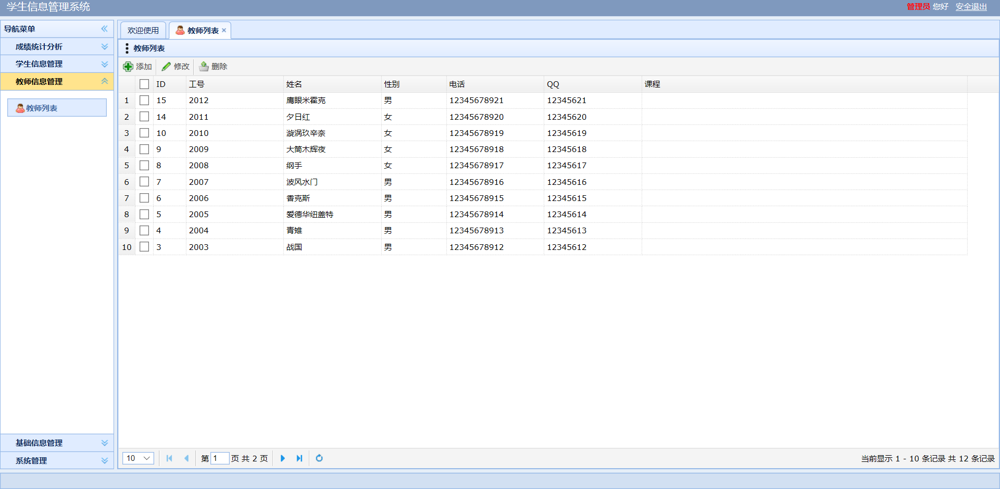 学生信息管理系统
管理员 您好 安全退出
导航菜单
成绩统计分析
学生信息管理
教师信息管理
教师列表
基础信息管理
系统管理
欢迎使用 教师列表
教师列表
添加 修改 删除
ID 工号 姓名 性别 电话 QQ 课程
1 15 2012 鹰眼米霍克 男 12345678921 12345621
2 14 2011 夕日红 女 12345678920 12345620
3 10 2010 漩涡玖辛奈 女 12345678919 12345619
4 9 2009 大筒木辉夜 女 12345678918 12345618
5 8 2008 纲手 女 12345678917 12345617
6 7 2007 波风水门 男 12345678916 12345616
7 6 2006 香克斯 男 12345678915 12345615
8 5 2005 爱德华纽盖特 男 12345678914 12345614
9 4 2004 青雉 男 12345678913 12345613
10 3 2003 战国 男 12345678912 12345612
10 第 1 页 共 2 页 当前显示 1 - 10 条记录 共 12 条记录